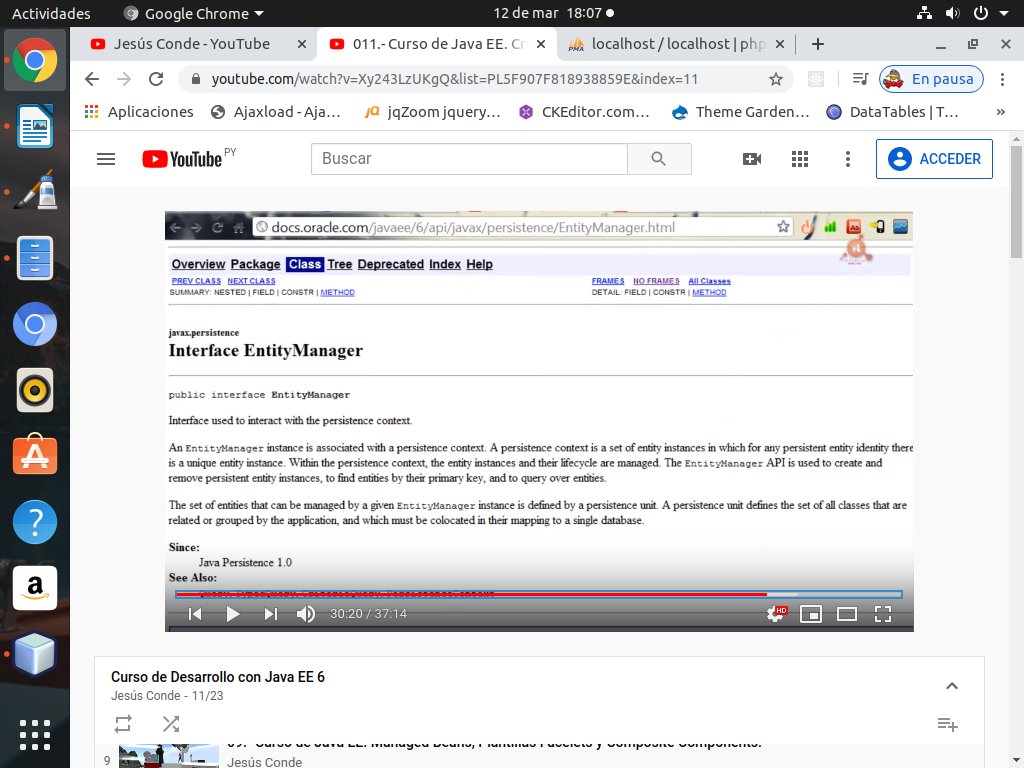 Actividades
Google Chrome
12 de mar 18:07
Jesús Conde - YouTube
011.- Curso de Java EE. Cr
localhost / localhost | php
youtube.com/watch?v=Xy243LzUKgQ&list=PL5F907F818938859E&index=11
En pausa
Aplicaciones
Ajaxload - Aja...
jqZoom jquery...
CKEditor.com...
Theme Garden...
DataTables | T...
»
YouTube PY
Buscar
ACCEDER
docs.oracle.com/javaee/6/api/javax/persistence/EntityManager.html
Overview Package Class Tree Deprecated Index Help
PREV CLASS NEXT CLASS
FRAMES NO FRAMES All Classes
SUMMARY: NESTED | FIELD | CONSTR | METHOD
DETAIL: FIELD | CONSTR | METHOD
javax.persistence
Interface EntityManager
public interface EntityManager
Interface used to interact with the persistence context.
An EntityManager instance is associated with a persistence context. A persistence context is a set of entity instances in which for any persistent entity identity there
is a unique entity instance. Within the persistence context, the entity instances and their lifecycle are managed. The EntityManager API is used to create and
remove persistent entity instances, to find entities by their primary key, and to query over entities.
The set of entities that can be managed by a given EntityManager instance is defined by a persistence unit. A persistence unit defines the set of all classes that are
related or grouped by the application, and which must be colocated in their mapping to a single database.
Since:
Java Persistence 1.0
See Also:
30:20 / 37:14
HD
Curso de Desarrollo con Java EE 6
Jesús Conde - 11/23
9
09.- Curso de Java EE. Managed Beans, Plantillas Facelets y Composite Components.
Jesús Conde